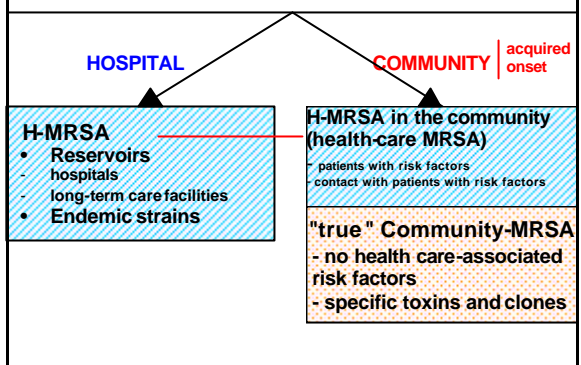 HOSPITAL
COMMUNITY
acquired
onset
H-MRSA
• Reservoirs
- hospitals
- long-term care facilities
• Endemic strains
H-MRSA in the community
(health-care MRSA)
- patients with risk factors
- contact with patients with risk factors
"true" Community-MRSA
- no health care-associated
risk factors
- specific toxins and clones